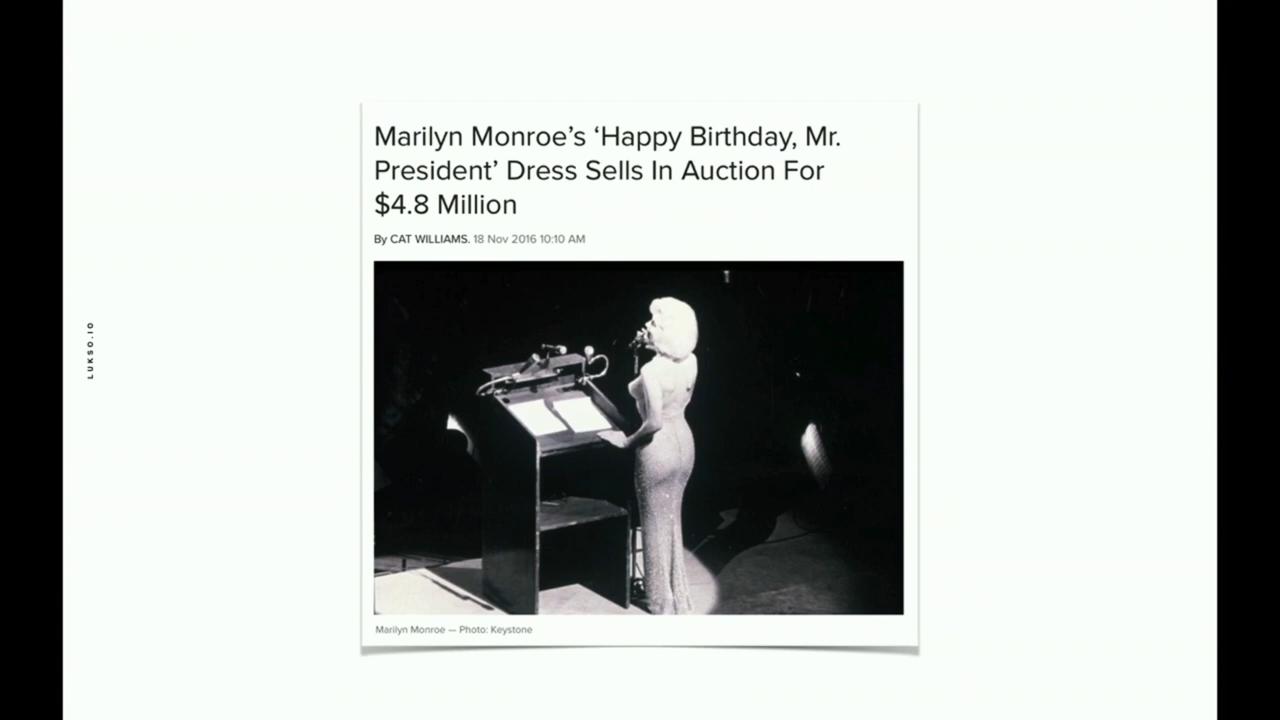 Marilyn Monroe’s ‘Happy Birthday, Mr.
President’ Dress Sells In Auction For
$4.8 Million
By CAT WILLIAMS. 18 Nov 2016 10:10 AM
LUKSO.IO
Marilyn Monroe — Photo: Keystone